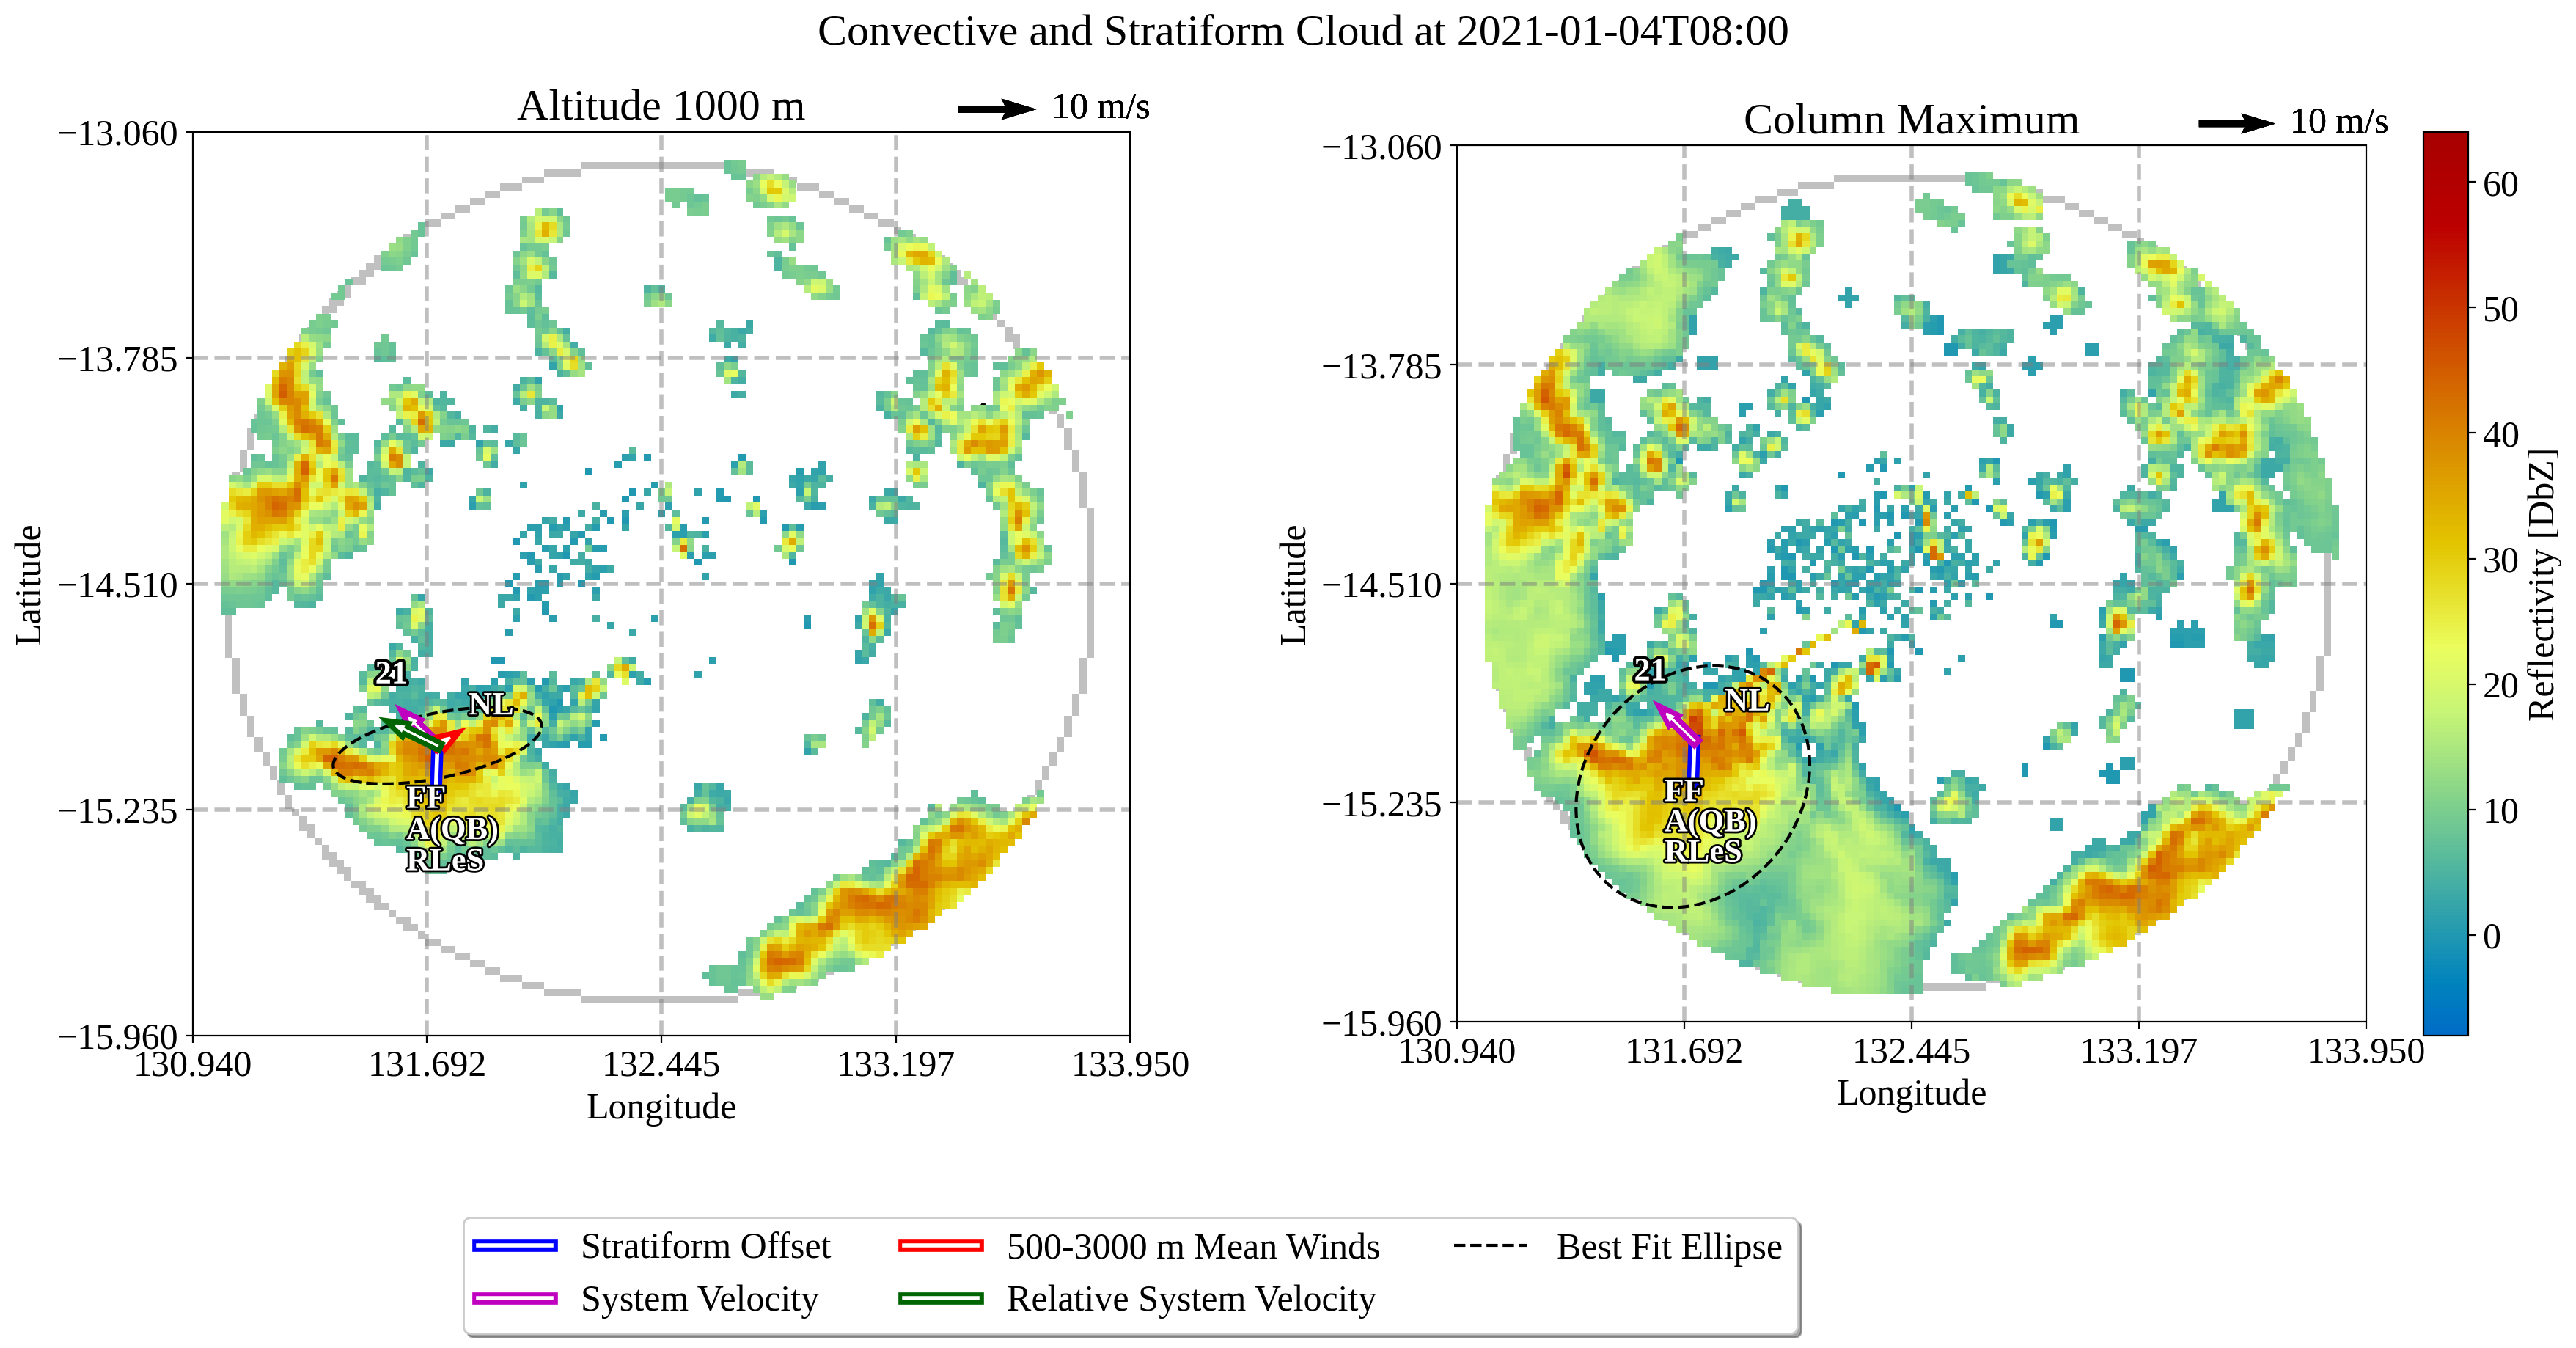 Convective and Stratiform Cloud at 2021-01-04T08:00
Altitude 1000 m
10 m/s
−13.060
−13.785
−14.510
−15.235
−15.960
Latitude
130.940
131.692
132.445
133.197
133.950
Longitude
21
NL
FF
A(QB)
RLeS
Column Maximum
10 m/s
−13.060
−13.785
−14.510
−15.235
−15.960
Latitude
130.940
131.692
132.445
133.197
133.950
Longitude
21
NL
FF
A(QB)
RLeS
60
50
40
30
20
10
0
Reflectivity [DbZ]
Stratiform Offset
500-3000 m Mean Winds
Best Fit Ellipse
System Velocity
Relative System Velocity